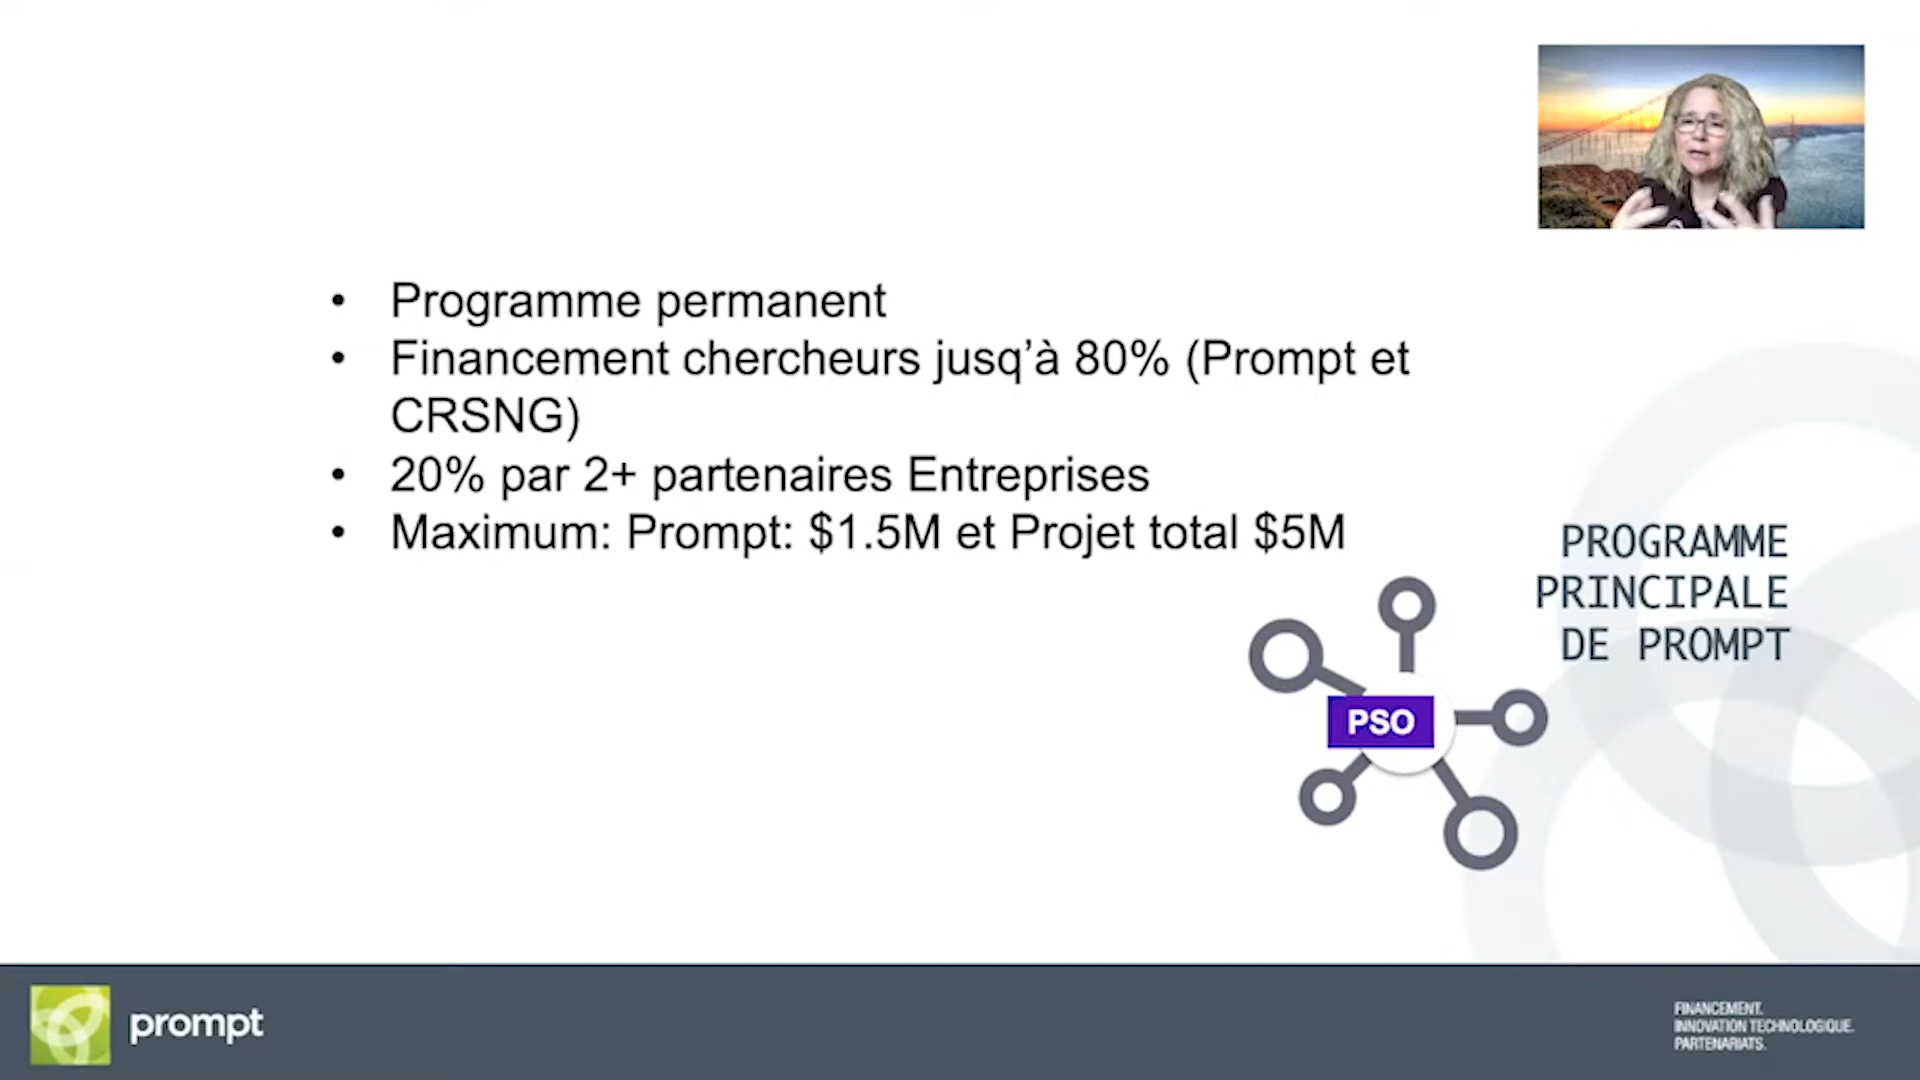 • Programme permanent
• Financement chercheurs jusq’à 80% (Prompt et
CRSNG)
• 20% par 2+ partenaires Entreprises
• Maximum: Prompt: $1.5M et Projet total $5M
PROGRAMME
PRINCIPALE
DE PROMPT
PSO
prompt
FINANCEMENT.
INNOVATION TECHNOLOGIQUE.
PARTENARIATS.